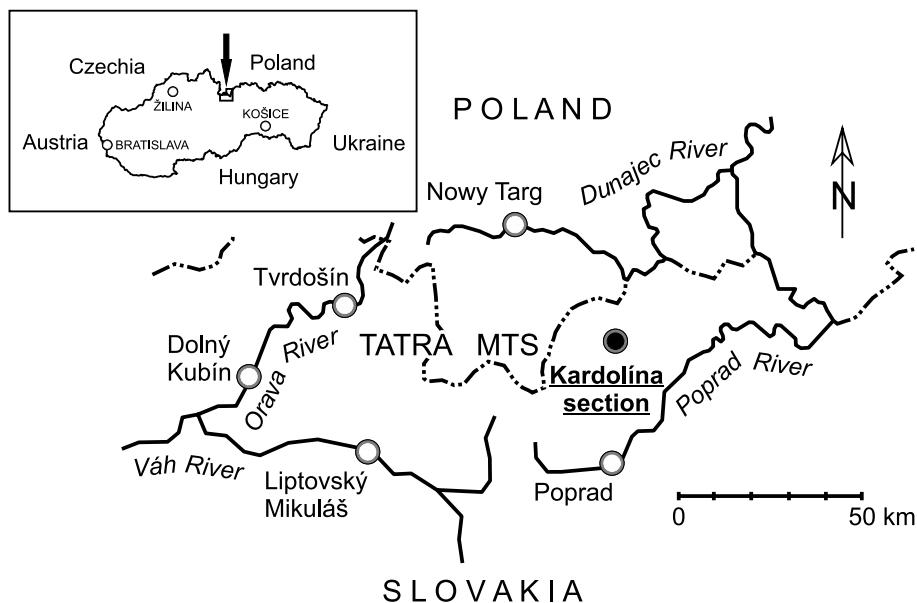 Czechia
Poland
ŽILINA
KOŠICE
Austria
BRATISLAVA
Ukraine
Hungary
POLAND
Dunajec River
Nowy Targ
N
Tvrdošín
TATRA MTS
Dolný
Kubín
Orava River
Kardolína
section
Poprad River
Váh River
Liptovský
Mikuláš
Poprad
0 50 km
SLOVAKIA